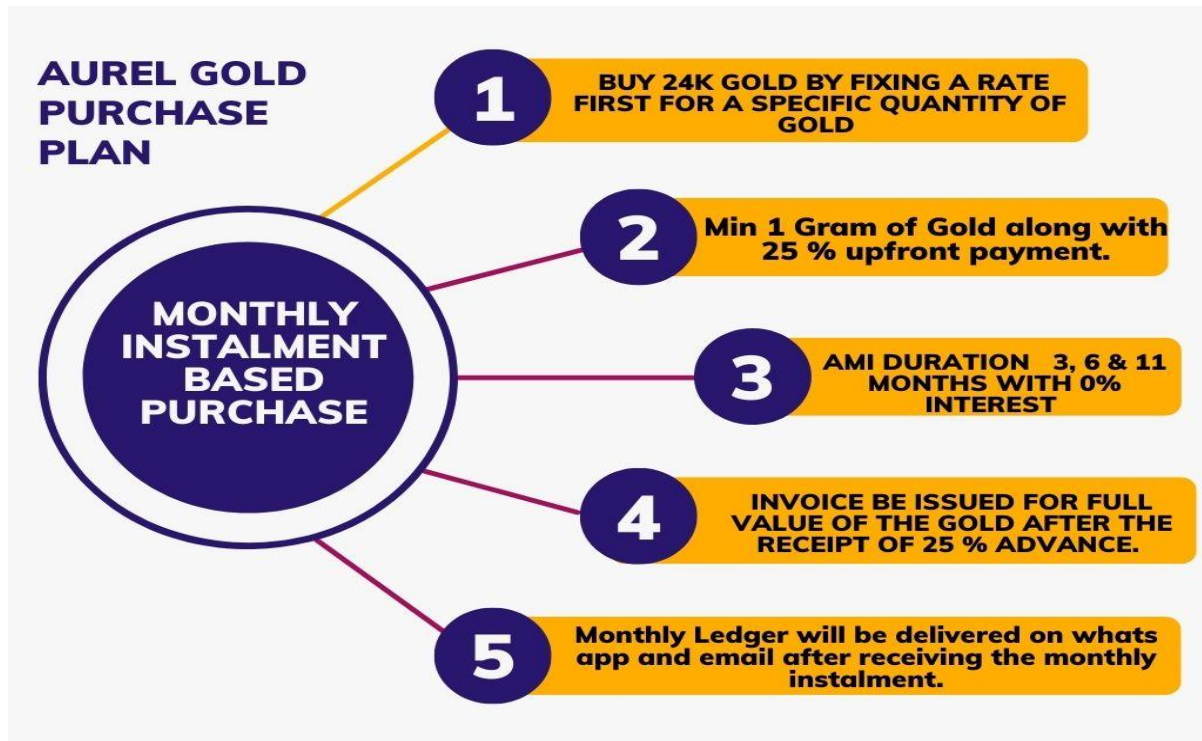 AUREL GOLD
PURCHASE
PLAN
MONTHLY
INSTALMENT
BASED
PURCHASE
1
BUY 24K GOLD BY FIXING A RATE
FIRST FOR A SPECIFIC QUANTITY OF
GOLD
2
Min 1 Gram of Gold along with
25 % upfront payment.
3
AMI DURATION 3, 6 & 11
MONTHS WITH 0%
INTEREST
4
INVOICE BE ISSUED FOR FULL
VALUE OF THE GOLD AFTER THE
RECEIPT OF 25 % ADVANCE.
5
Monthly Ledger will be delivered on whats
app and email after receiving the monthly
instalment.